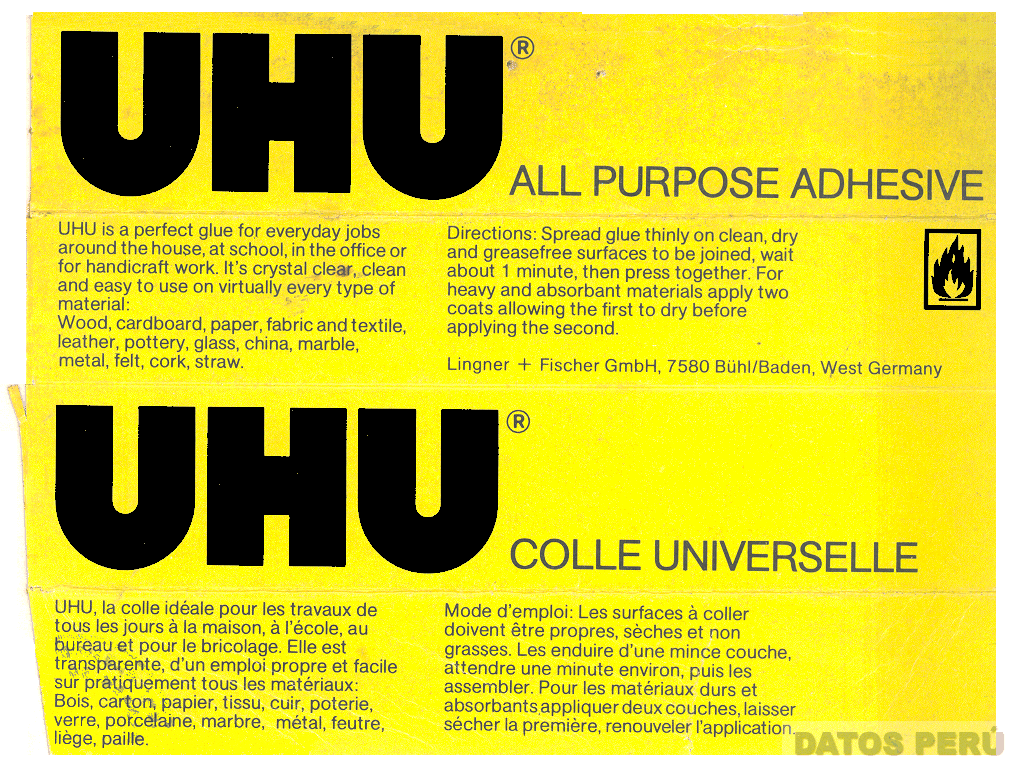 UHU®
ALL PURPOSE ADHESIVE
UHU is a perfect glue for everyday jobs
around the house, at school, in the office or
for handicraft work. It's crystal clear, clean
and easy to use on virtually every type of
material:
Wood, cardboard, paper, fabric and textile,
leather, pottery, glass, china, marble,
metal, felt, cork, straw.
Directions: Spread glue thinly on clean, dry
and greasefree surfaces to be joined, wait
about 1 minute, then press together. For
heavy and absorbant materials apply two
coats allowing the first to dry before
applying the second.
Lingner + Fischer GmbH, 7580 Bühl/Baden, West Germany
UHU®
COLLE UNIVERSELLE
UHU, la colle idéale pour les travaux de
tous les jours à la maison, à l'école, au
bureau et pour le bricolage. Elle est
transparente, d'un emploi propre et facile
sur pratiquement tous les matériaux:
Bois, carton, papier, tissu, cuir, poterie,
verre, porcelaine, marbre, métal, feutre,
liège, paille.
Mode d'emploi: Les surfaces à coller
doivent être propres, sèches et non
grasses. Les enduire d'une mince couche,
attendre une minute environ, puis les
assembler. Pour les matériaux durs et
absorbants, appliquer deux couches, laisser
sécher la première, renouveler l'application.
DATOS PERÚ